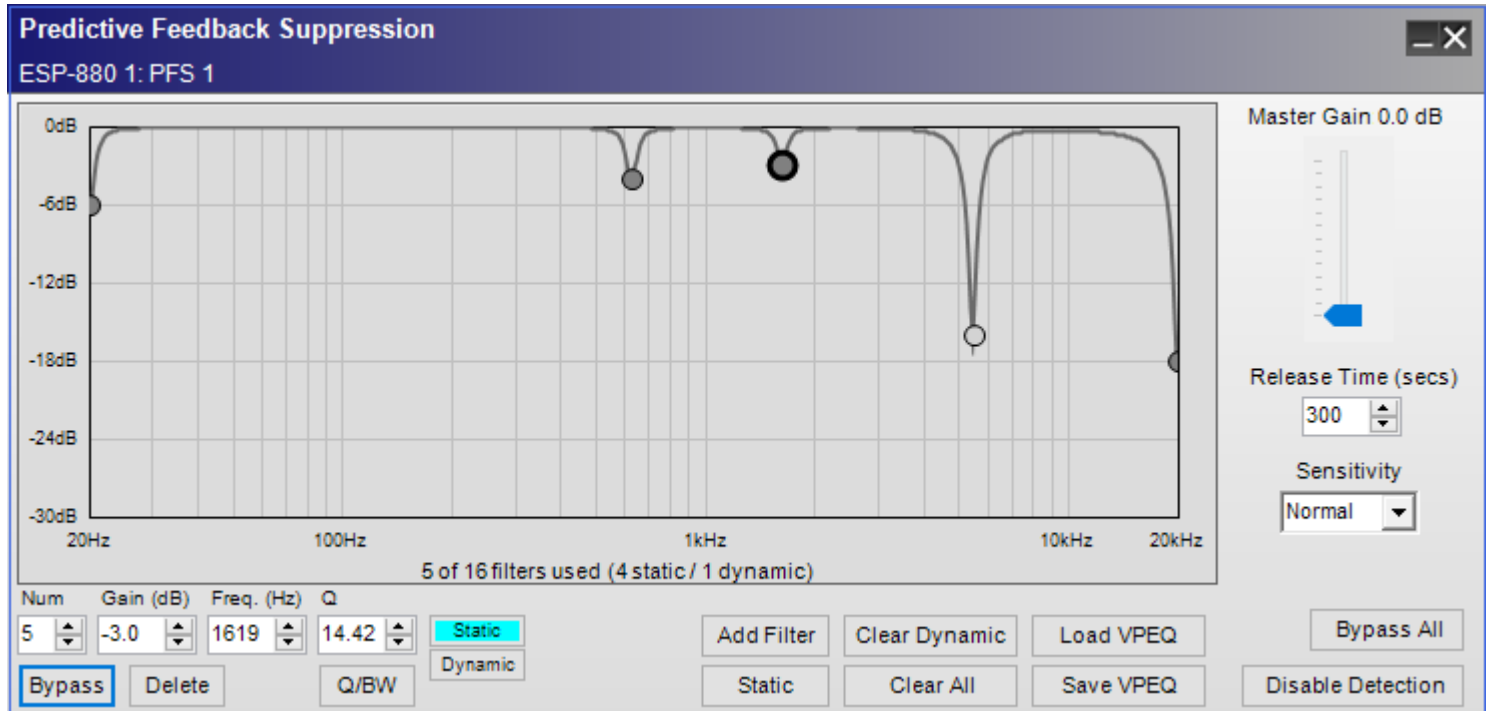 Predictive Feedback Suppression
ESP-880 1: PFS 1
Master Gain 0.0 dB
0dB
-6dB
-12dB
-18dB
-24dB
-30dB
20Hz 100Hz 1kHz 10kHz 20kHz
5 of 16 filters used (4 static / 1 dynamic)
Release Time (secs)
300
Sensitivity
Normal
Num Gain (dB) Freq. (Hz) Q
5 -3.0 1619 14.42 Static
Dynamic
Bypass Delete Q/BW
Add Filter Clear Dynamic Load VPEQ Bypass All
Static Clear All Save VPEQ Disable Detection